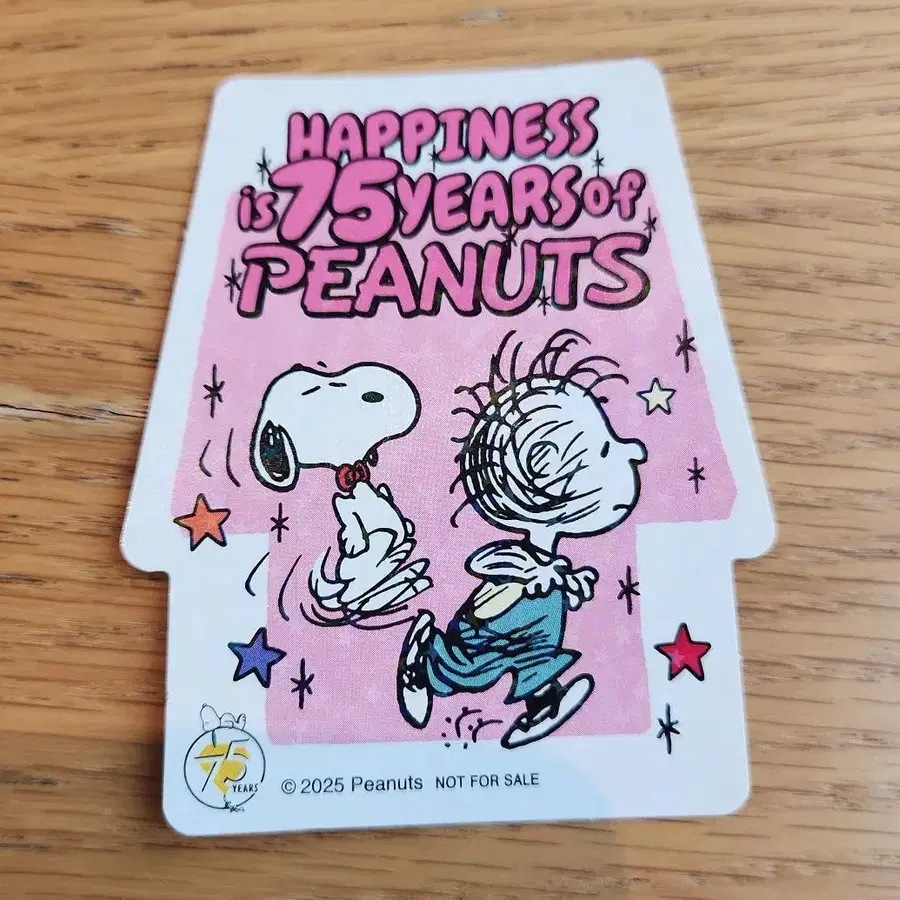 HAPPINESS
is 75 YEARS of
PEANUTS
75
YEARS
© 2025 Peanuts NOT FOR SALE